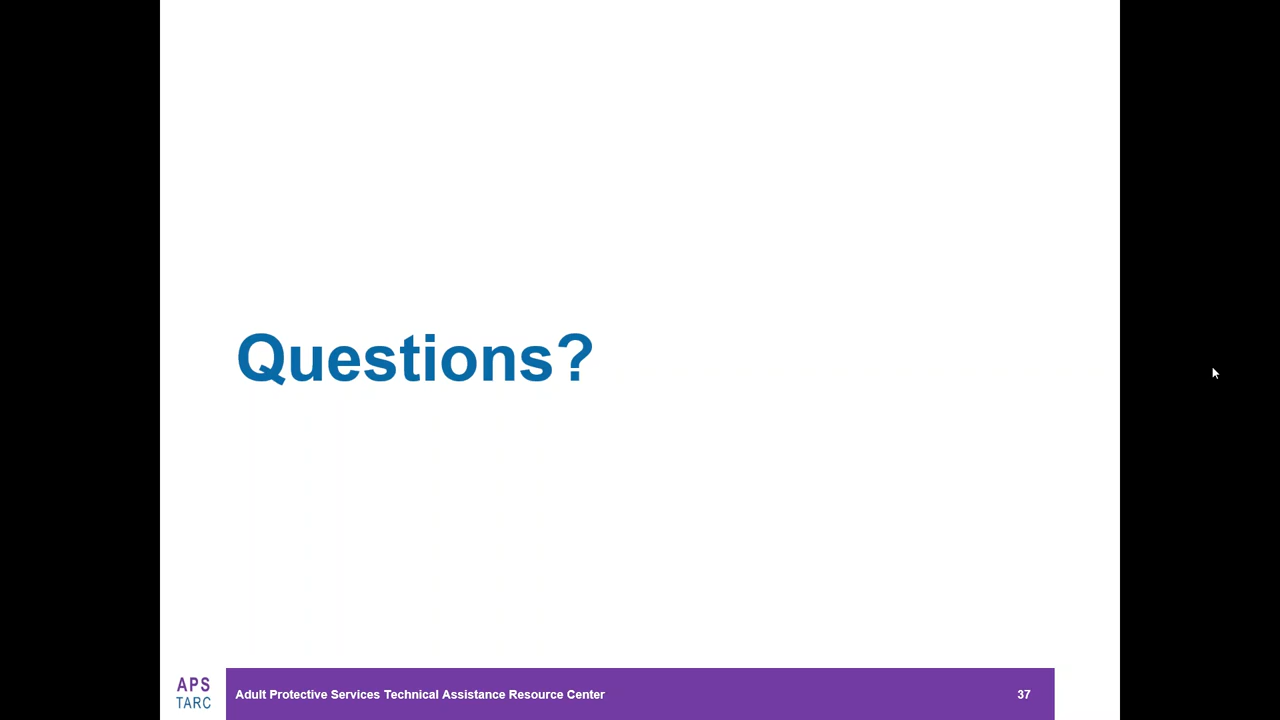 Questions?
APS
TARC
Adult Protective Services Technical Assistance Resource Center
37